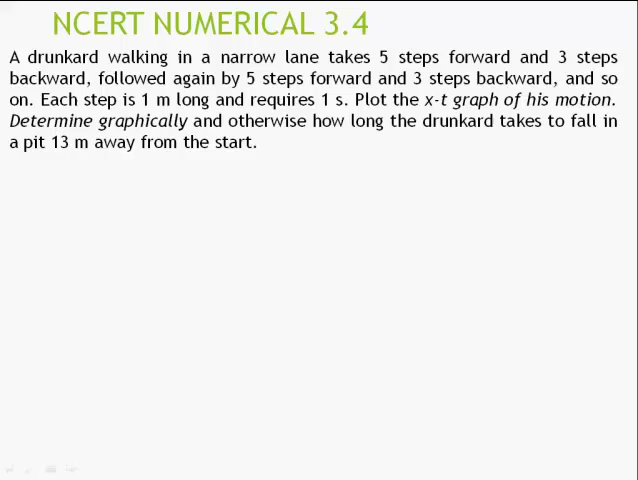 NCERT NUMERICAL 3.4
A drunkard walking in a narrow lane takes 5 steps forward and 3 steps
backward, followed again by 5 steps forward and 3 steps backward, and so
on. Each step is 1 m long and requires 1 s. Plot the x-t graph of his motion.
Determine graphically and otherwise how long the drunkard takes to fall in
a pit 13 m away from the start.